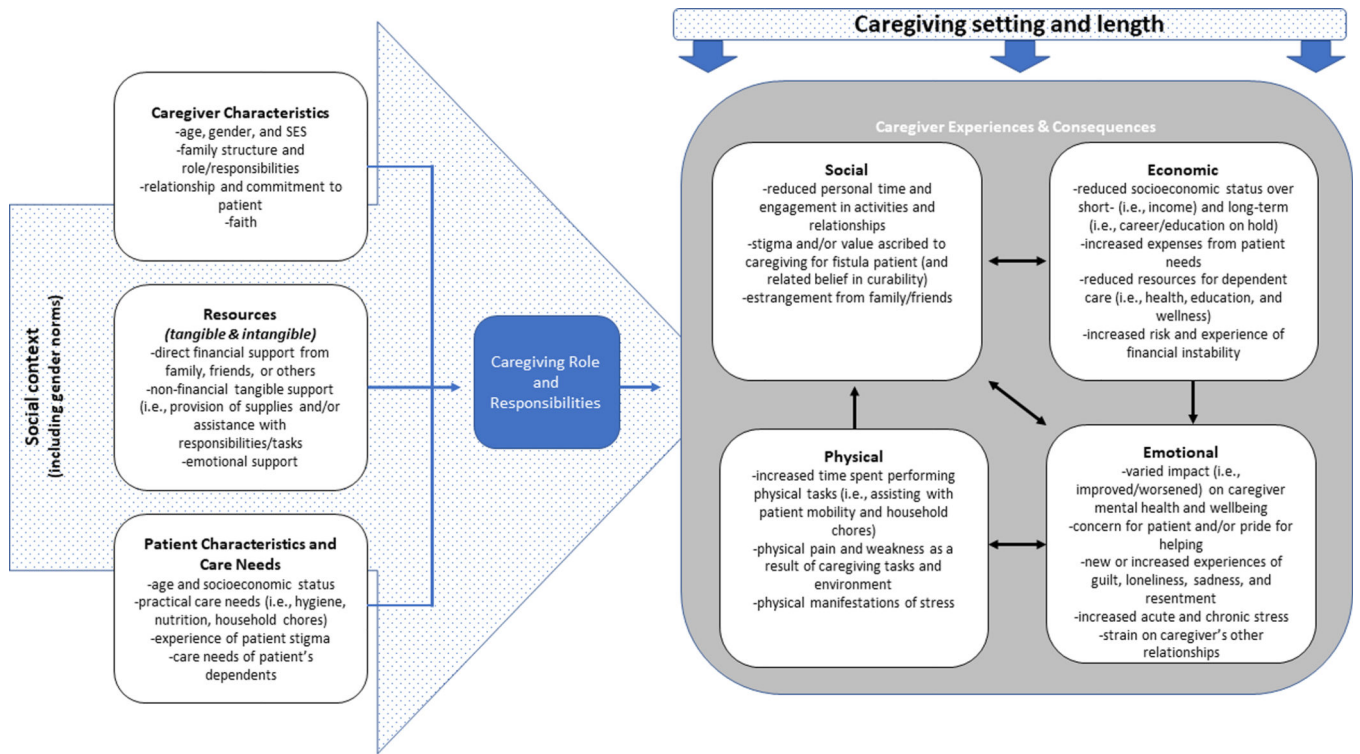 Caregiving setting and length
Social context
(including gender norms)
Caregiver Characteristics
-age, gender, and SES
-family structure and
role/responsibilities
-relationship and commitment to
patient
-faith
Resources
(tangible & intangible)
-direct financial support from
family, friends, or others
-non-financial tangible support
(i.e., provision of supplies and/or
assistance with
responsibilities/tasks
-emotional support
Patient Characteristics and
Care Needs
-age and socioeconomic status
-practical care needs (i.e., hygiene,
nutrition, household chores)
-experience of patient stigma
-care needs of patient's
dependents
Caregiving Role
and
Responsibilities
Caregiver Experiences & Consequences
Social
-reduced personal time and
engagement in activities and
relationships
-stigma and/or value ascribed to
caregiving for fistula patient (and
related belief in curability)
-estrangement from family/friends
Economic
-reduced socioeconomic status over
short- (i.e., income) and long-term
(i.e., career/education on hold)
-increased expenses from patient
needs
-reduced resources for dependent
care (i.e., health, education, and
wellness)
-increased risk and experience of
financial instability
Physical
-increased time spent performing
physical tasks (i.e., assisting with
patient mobility and household
chores)
-physical pain and weakness as a
result of caregiving tasks and
environment
-physical manifestations of stress
Emotional
-varied impact (i.e.,
improved/worsened) on caregiver
mental health and wellbeing
-concern for patient and/or pride for
helping
-new or increased experiences of
guilt, loneliness, sadness, and
resentment
-increased acute and chronic stress
-strain on caregiver's other
relationships